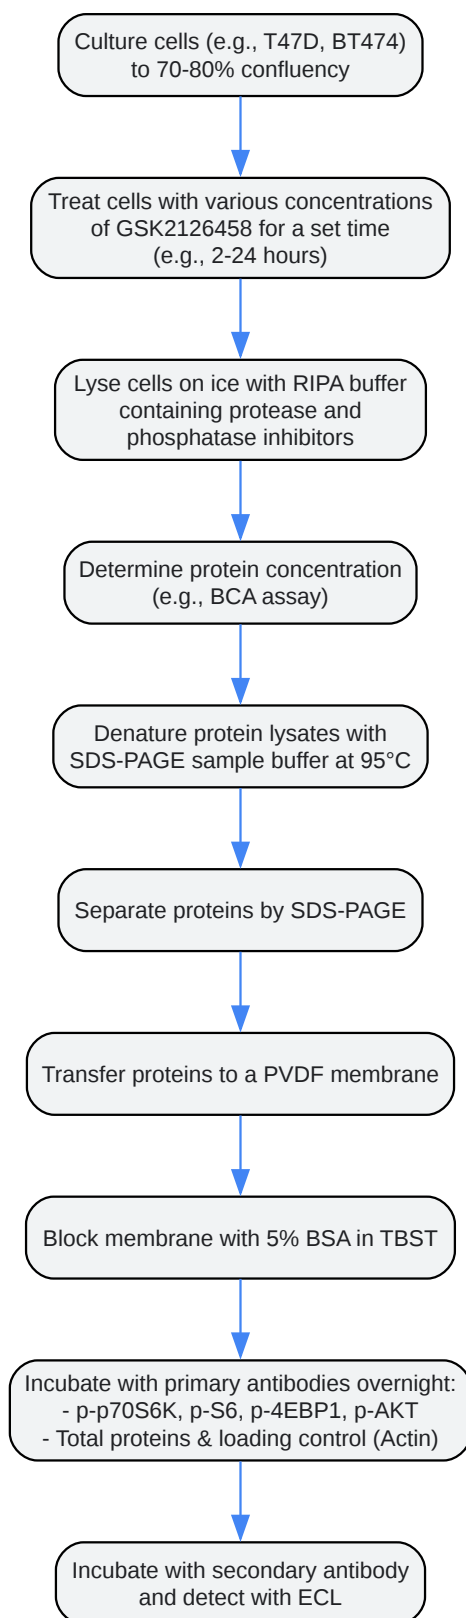 Culture cells (e.g., T47D, BT474)
to 70-80% confluency
Treat cells with various concentrations
of GSK2126458 for a set time
(e.g., 2-24 hours)
Lyse cells on ice with RIPA buffer
containing protease and
phosphatase inhibitors
Determine protein concentration
(e.g., BCA assay)
Denature protein lysates with
SDS-PAGE sample buffer at 95°C
Separate proteins by SDS-PAGE
Transfer proteins to a PVDF membrane
Block membrane with 5% BSA in TBST
Incubate with primary antibodies overnight:
- p-p70S6K, p-S6, p-4EBP1, p-AKT
- Total proteins & loading control (Actin)
Incubate with secondary antibody
and detect with ECL